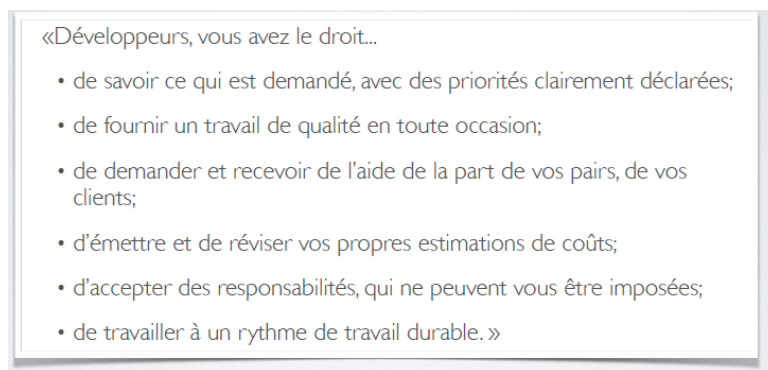 «Développeurs, vous avez le droit...
• de savoir ce qui est demandé, avec des priorités clairement déclarées;
• de fournir un travail de qualité en toute occasion;
• de demander et recevoir de l'aide de la part de vos pairs, de vos
clients;
• d'émettre et de réviser vos propres estimations de coûts;
• d'accepter des responsabilités, qui ne peuvent vous être imposées;
• de travailler à un rythme de travail durable. »